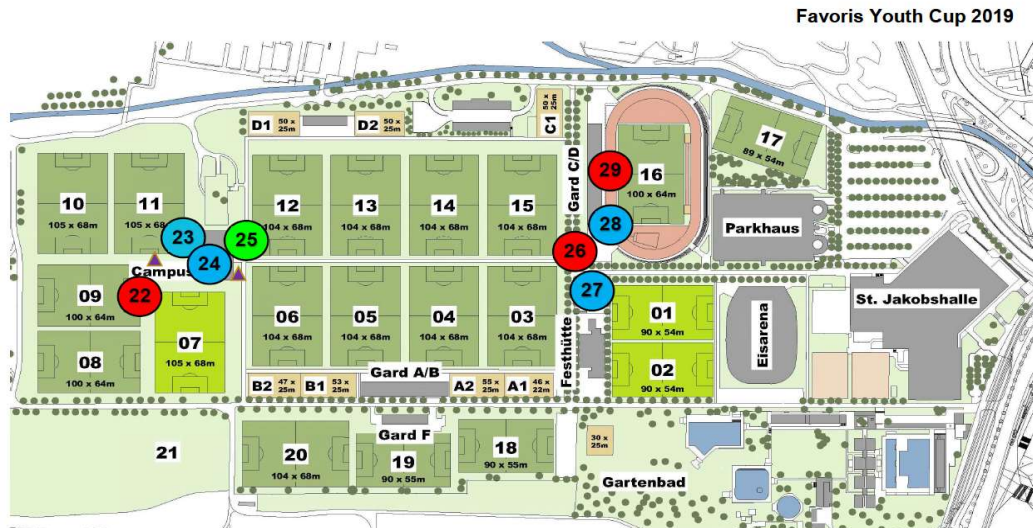 Favoris Youth Cup 2019
D1
50 x
25m
D2
50 x
25m
C1
50 x
25m
Gard C/D
10
105 x 68m
11
105 x 68m
12
104 x 68m
13
104 x 68m
14
104 x 68m
15
104 x 68m
29
16
100 x 64m
17
89 x 54m
28
Parkhaus
23
25
24
26
Campus
22
27
09
100 x 64m
07
105 x 68m
08
100 x 64m
06
104 x 68m
05
104 x 68m
04
104 x 68m
03
104 x 68m
Festhütte
01
90 x 54m
02
90 x 54m
Eisarena
St. Jakobshalle
Gard A/B
B2
47 x
25m
B1
53 x
25m
A2
55 x
25m
A1
46 x
22m
Gard F
21
20
104 x 68m
19
90 x 55m
18
90 x 55m
30 x
25m
Gartenbad